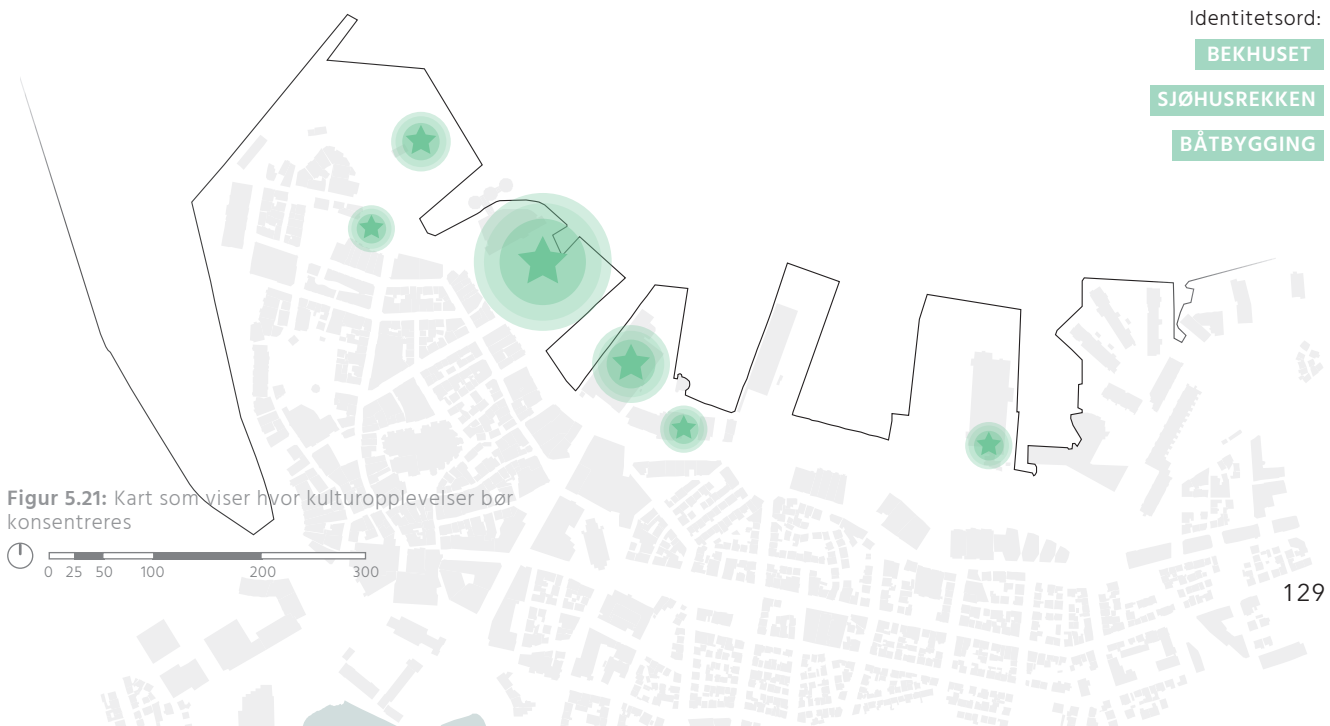 Identitetsord:
BEKHUSET
SJØHUSREKKEN
BÅTBYGGING
Figur 5.21: Kart som viser hvor kulturopplevelser bør
konsentreres
0 25 50 100 200 300
129